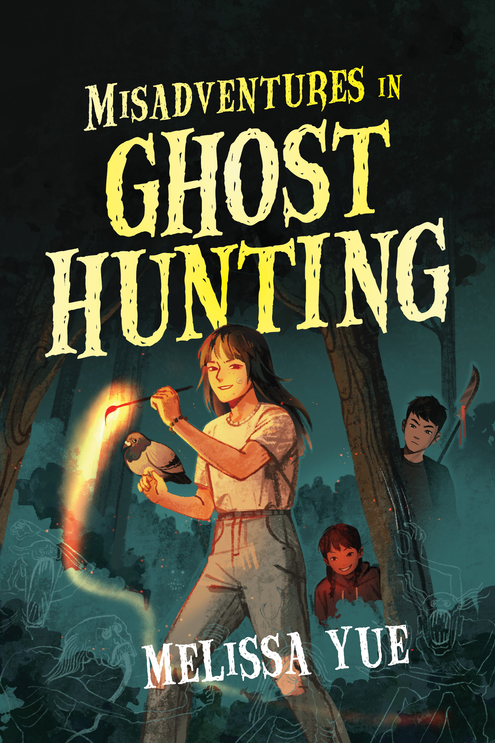 MISADVENTURES IN
GHOST
HUNTING
MELISSA YUE